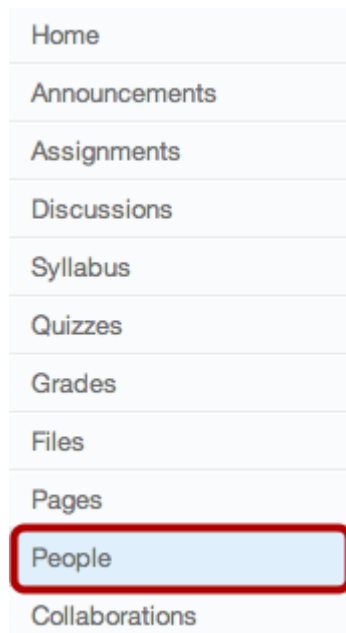 Home
Announcements
Assignments
Discussions
Syllabus
Quizzes
Grades
Files
Pages
People
Collaborations